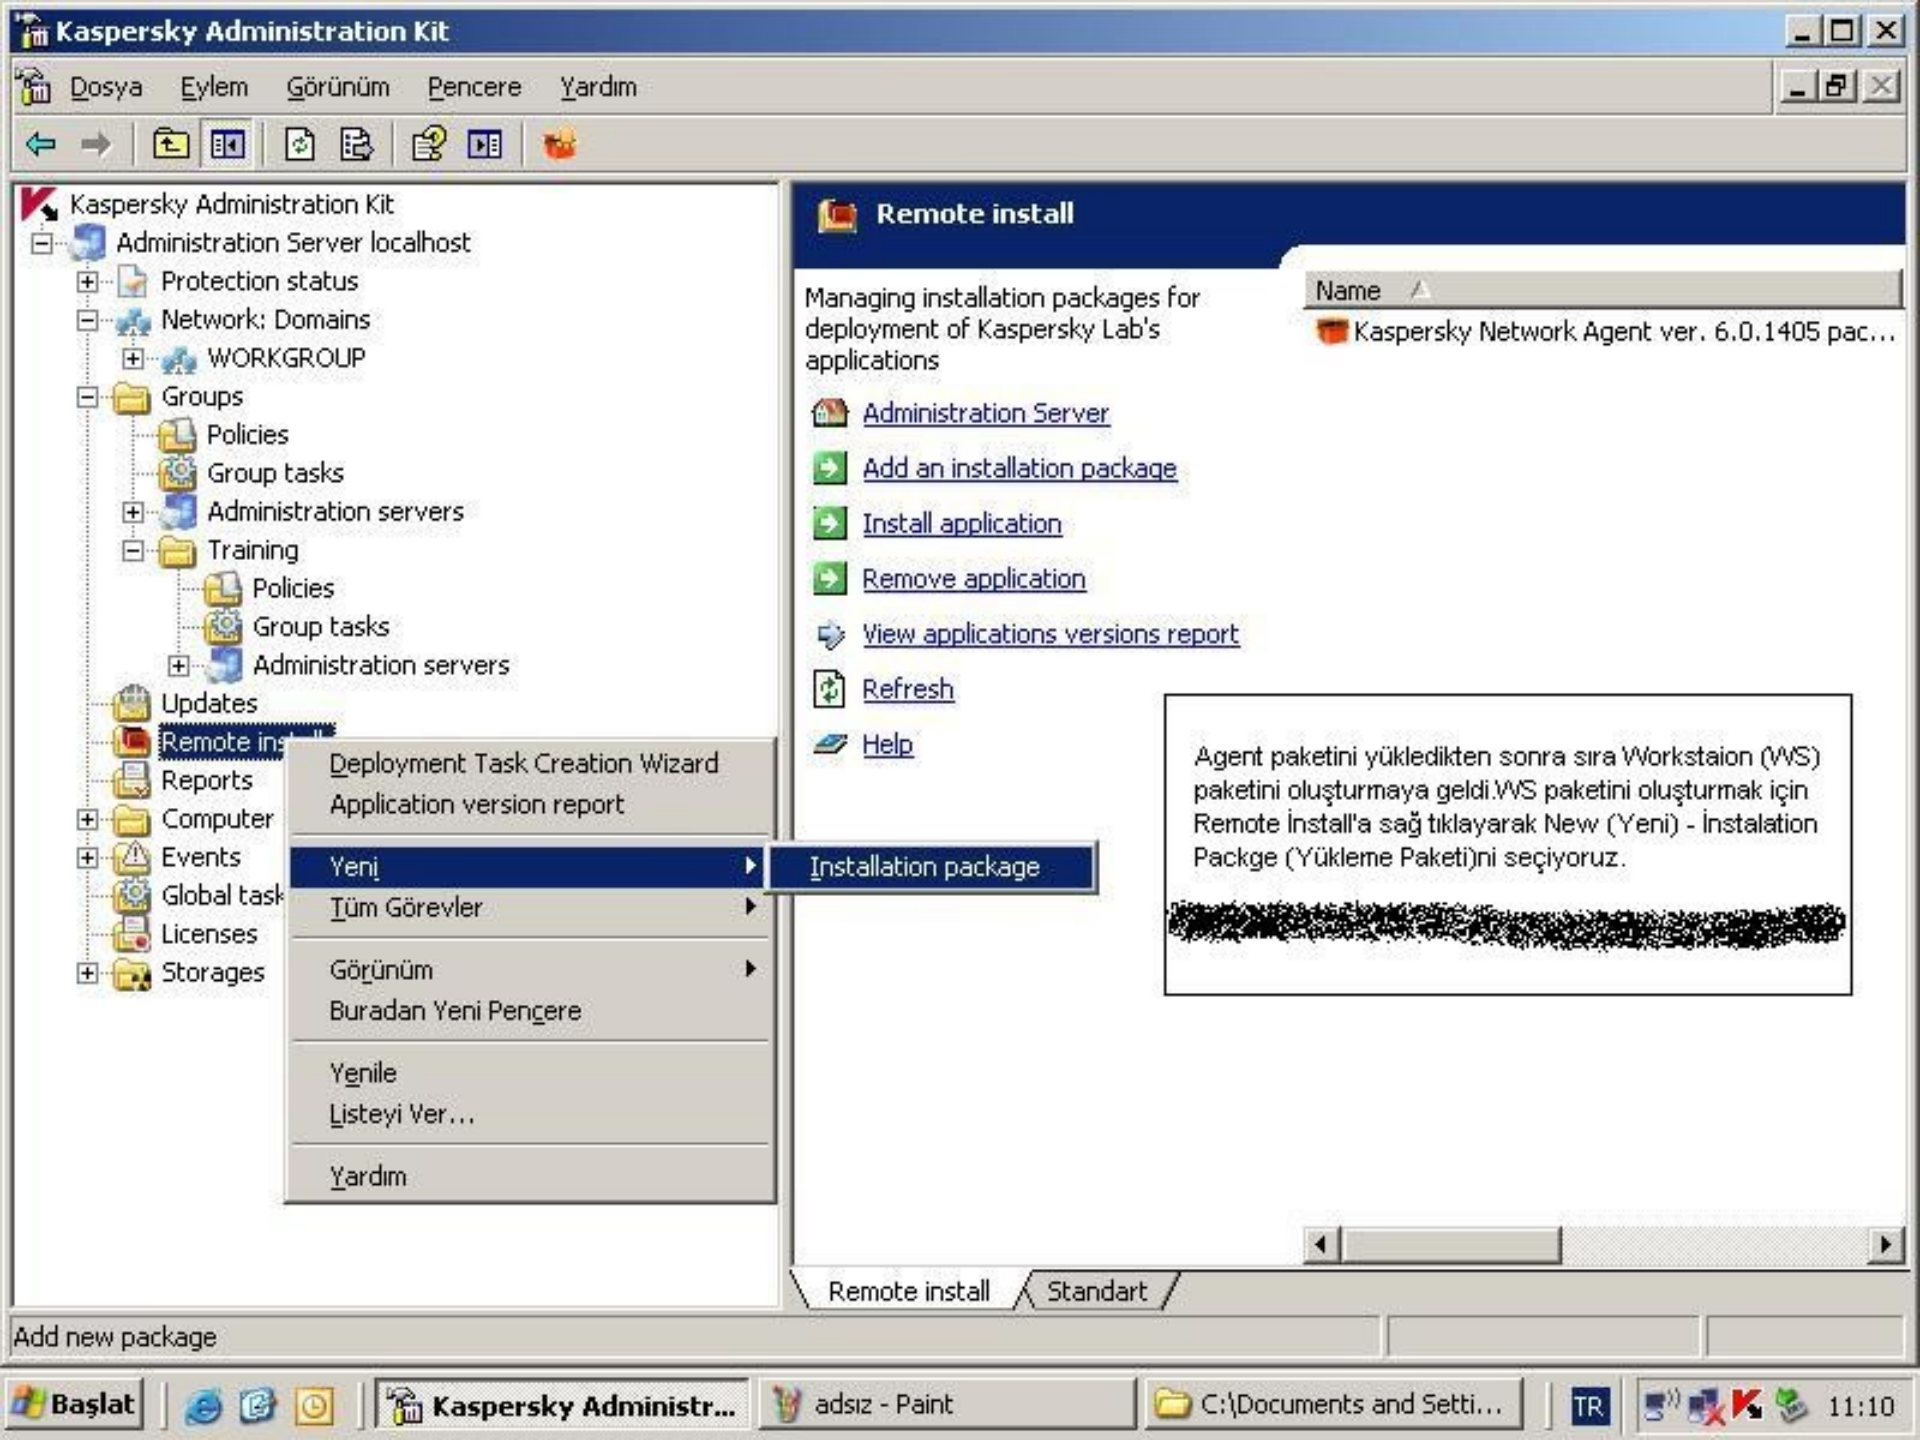 Kaspersky Administration Kit
Dosya Eylem Görünüm Pencere Yardım
Kaspersky Administration Kit
Administration Server localhost
Protection status
Network: Domains
WORKGROUP
Groups
Policies
Group tasks
Administration servers
Training
Policies
Group tasks
Administration servers
Updates
Remote
Reports
Computer
Events
Global task
Licenses
Storages
Deployment Task Creation Wizard
Application version report
Yeni
Installation package
Tüm Görevler
Görünüm
Buradan Yeni Pencere
Yenile
Listeyi Ver...
Yardım
Remote install
Managing installation packages for
deployment of Kaspersky Lab's
applications
Administration Server
Add an installation package
Install application
Remove application
View applications versions report
Refresh
Help
Name
Kaspersky Network Agent ver. 6.0.1405 pac...
Agent paketini yükledikten sonra sıra Workstaion (WS)
paketini oluşturmaya geldi.WS paketini oluşturmak için
Remote İnstall'a sağ tıklayarak New (Yeni) - İnstalation
Packge (Yükleme Paketi)ni seçiyoruz.
Remote install Standart
Add new package
Başlat Kaspersky Administr... adsız - Paint C:\Documents and Setti... TR 11:10